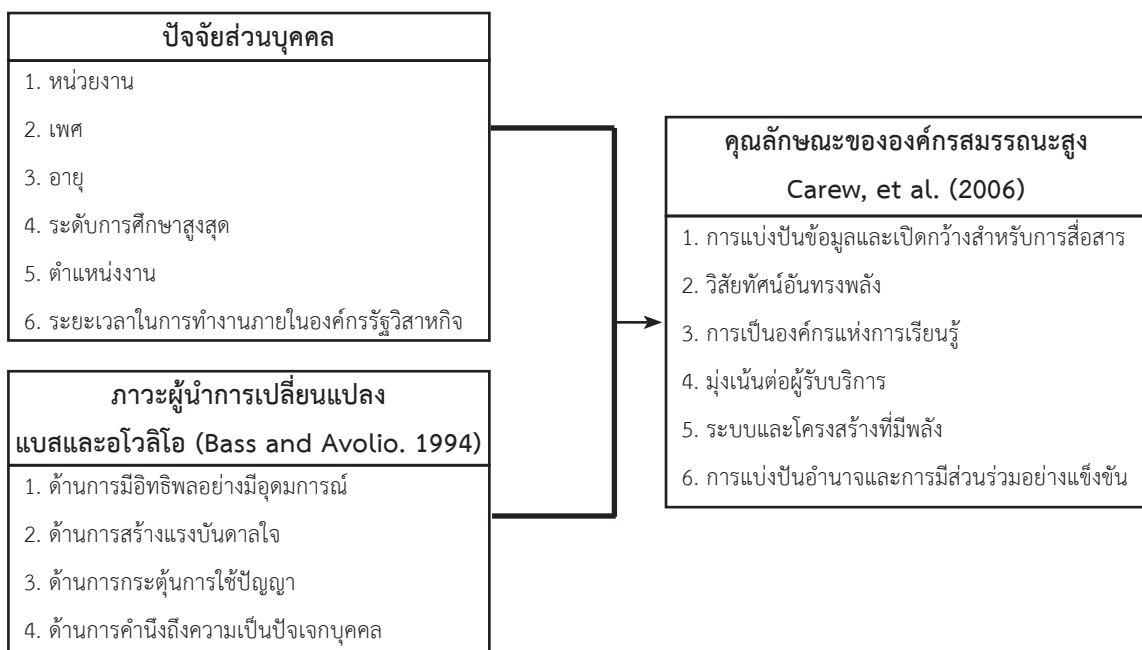 ปัจจัยส่วนบุคคล
1. หน่วยงาน
2. เพศ
3. อายุ
4. ระดับการศึกษาสูงสุด
5. ตำแหน่งงาน
6. ระยะเวลาในการทำงานภายในองค์กรรัฐวิสาหกิจ
ภาวะผู้นำการเปลี่ยนแปลง
แบสและอโวลิโอ (Bass and Avolio. 1994)
1. ด้านการมีอิทธิพลอย่างมีอุดมการณ์
2. ด้านการสร้างแรงบันดาลใจ
3. ด้านการกระตุ้นการใช้ปัญญา
4. ด้านการคำนึงถึงความเป็นปัจเจกบุคคล
คุณลักษณะขององค์กรสมรรถนะสูง
Carew, et al. (2006)
1. การแบ่งปันข้อมูลและเปิดกว้างสำหรับการสื่อสาร
2. วิสัยทัศน์อันทรงพลัง
3. การเป็นองค์กรแห่งการเรียนรู้
4. มุ่งเน้นต่อผู้รับบริการ
5. ระบบและโครงสร้างที่มีพลัง
6. การแบ่งปันอำนาจและการมีส่วนร่วมอย่างแข็งขัน